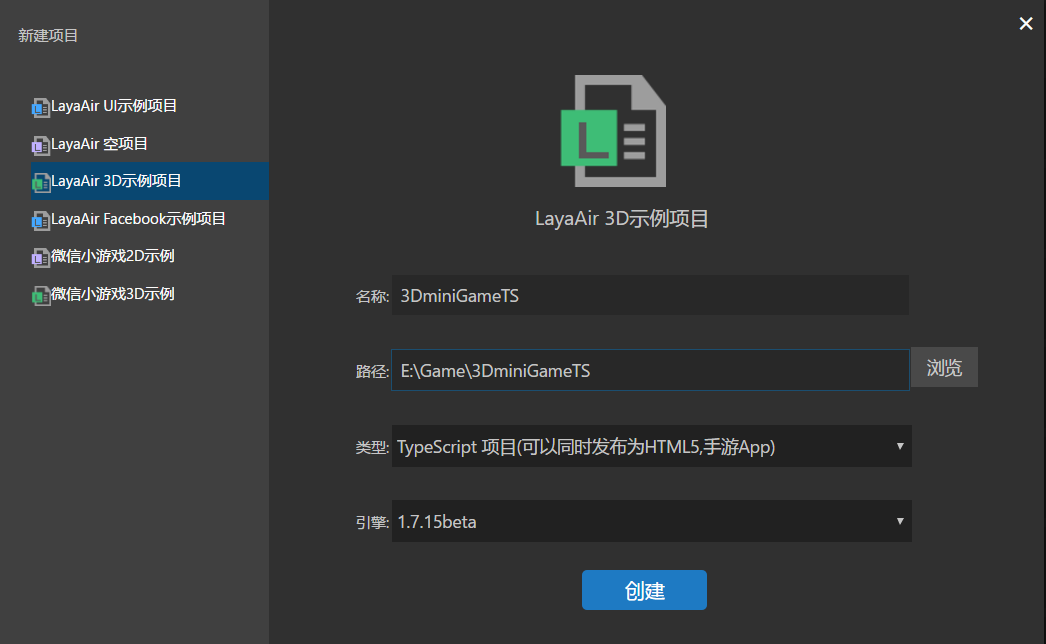 新建项目
LayaAir UI示例项目
LayaAir 空项目
LayaAir 3D示例项目
LayaAir Facebook示例项目
微信小游戏2D示例
微信小游戏3D示例
L
LayaAir 3D示例项目
名称: 3DminiGameTS
路径: E:\Game\3DminiGameTS 浏览
类型: TypeScript 项目(可以同时发布为HTML5,手游App)
引擎: 1.7.15beta
创建